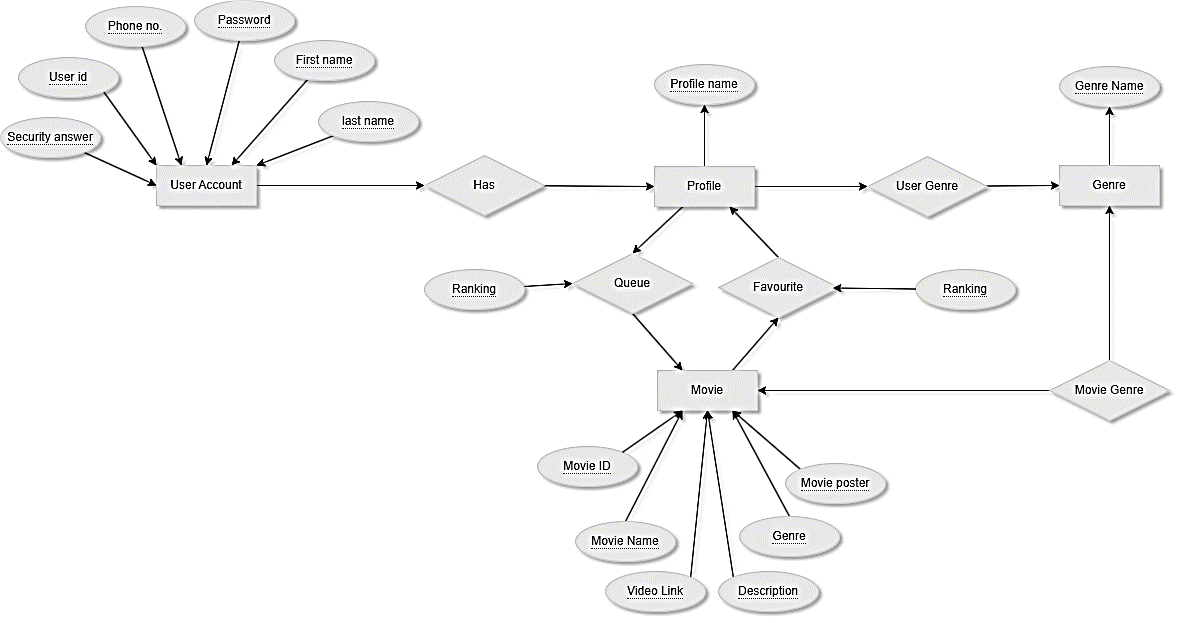 Password
Phone no.
First name
User id
Profile name
Genre Name
last name
Security answer
User Account
Has
Profile
User Genre
Genre
Ranking
Queue
Favourite
Ranking
Movie
Movie Genre
Movie ID
Movie poster
Movie Name
Genre
Video Link
Description